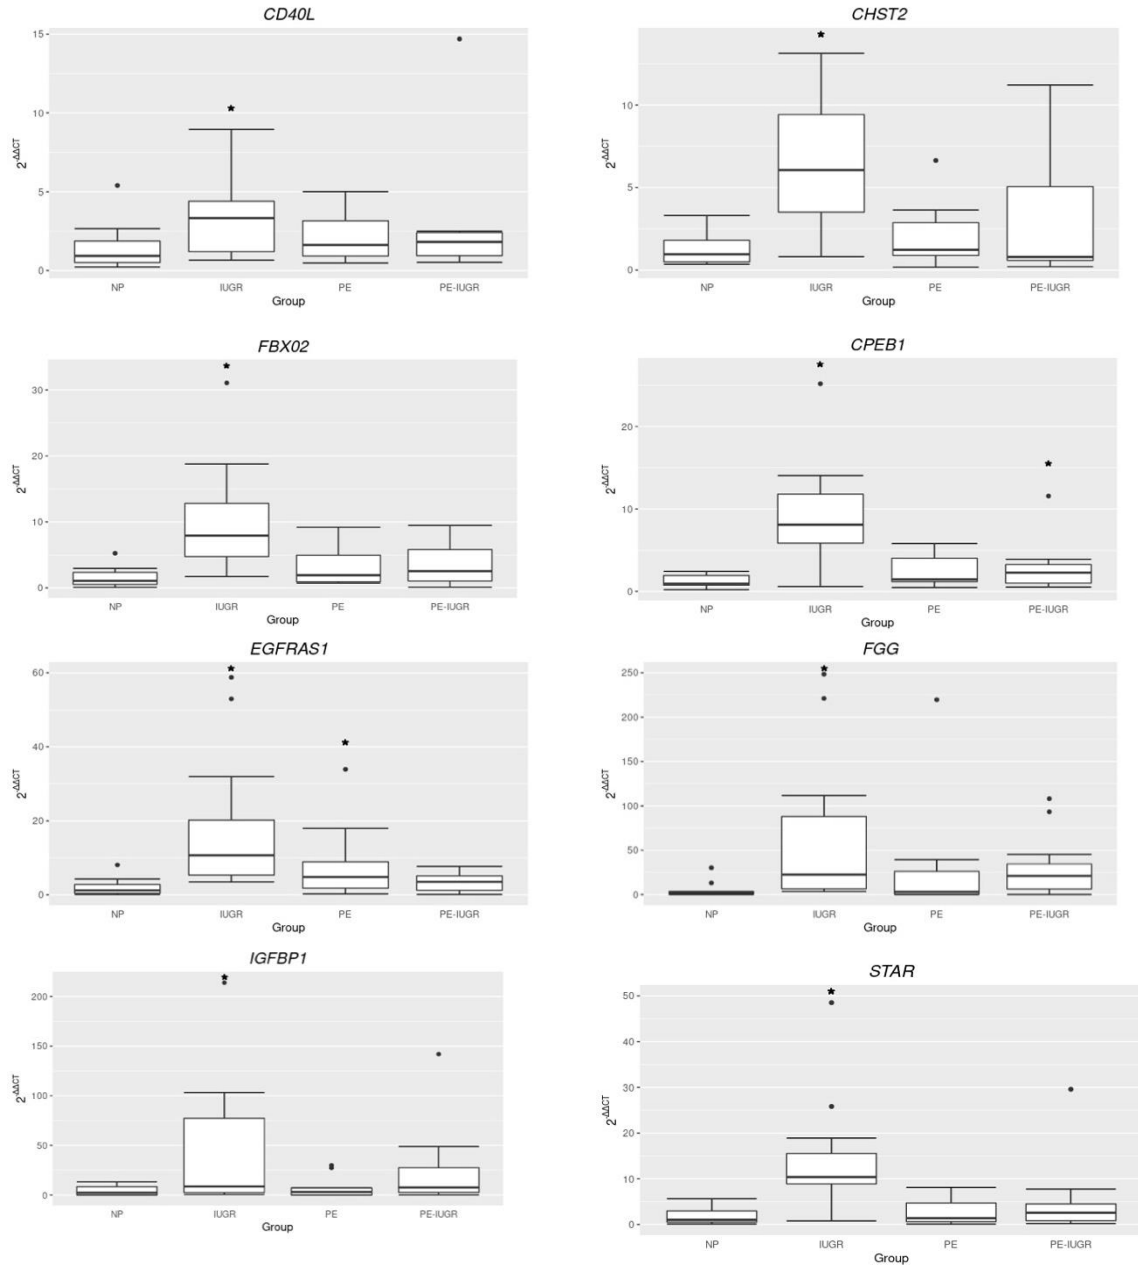 CD40L
15
10
5
0
2^-ΔΔCT
NP IUGR PE PE-IUGR
Group
CHST2
10
5
0
2^-ΔΔCT
NP IUGR PE PE-IUGR
Group
FBX02
30
20
10
0
2^-ΔΔCT
NP IUGR PE PE-IUGR
Group
CPEB1
20
10
0
2^-ΔΔCT
NP IUGR PE PE-IUGR
Group
EGFRAS1
60
40
20
0
2^-ΔΔCT
NP IUGR PE PE-IUGR
Group
FGG
250
200
150
100
50
0
2^-ΔΔCT
NP IUGR PE PE-IUGR
Group
IGFBP1
200
150
100
50
0
2^-ΔΔCT
NP IUGR PE PE-IUGR
Group
STAR
50
40
30
20
10
0
2^-ΔΔCT
NP IUGR PE PE-IUGR
Group